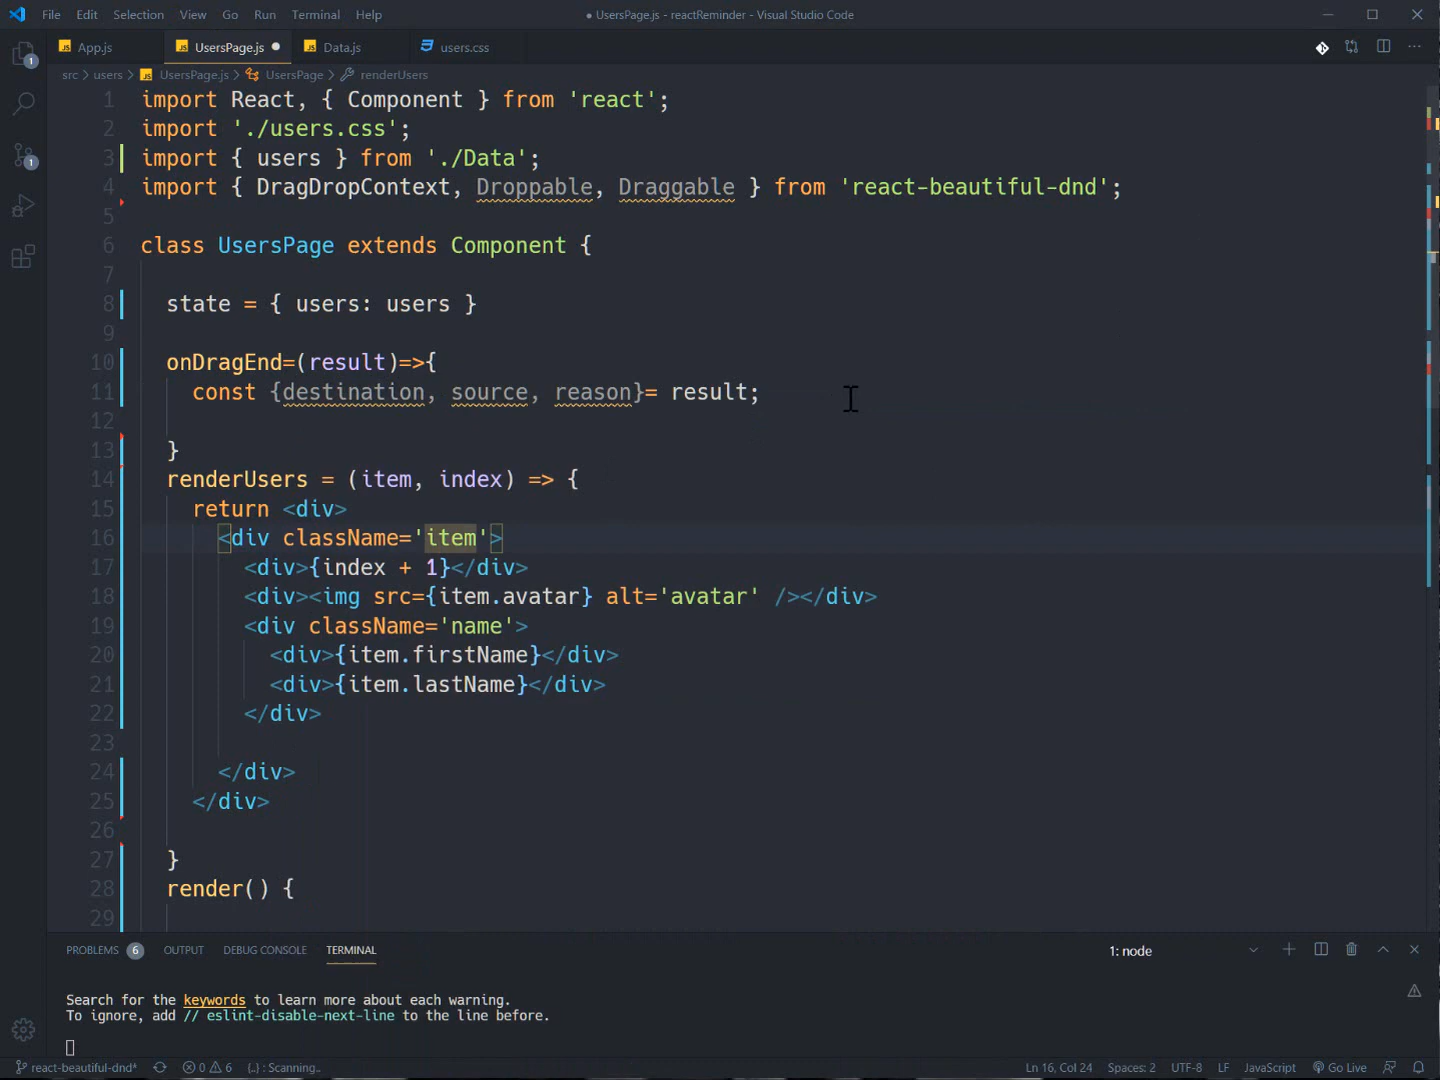 File Edit Selection View Go Run Terminal Help ● UsersPage.js - reactReminder - Visual Studio Code
JS App.js JS UsersPage.js ● JS Data.js users.css
src > users > JS UsersPage.js > UsersPage > renderUsers
1 import React, { Component } from 'react';
2 import './users.css';
3 import { users } from './Data';
4 import { DragDropContext, Droppable, Draggable } from 'react-beautiful-dnd';
5
6 class UsersPage extends Component {
7
8 state = { users: users }
9
10 onDragEnd=(result)=>{
11 const {destination, source, reason}= result;
12
13 }
14 renderUsers = (item, index) => {
15 return <div>
16 <div className='item'>
17 <div>{index + 1}</div>
18 <div><img src={item.avatar} alt='avatar' /></div>
19 <div className='name'>
20 <div>{item.firstName}</div>
21 <div>{item.lastName}</div>
22 </div>
23
24 </div>
25 </div>
26
27 }
28 render() {
29
PROBLEMS 6 OUTPUT DEBUG CONSOLE TERMINAL 1: node
Search for the keywords to learn more about each warning.
To ignore, add // eslint-disable-next-line to the line before.
react-beautiful-dnd* 0 6 {..} : Scanning.. Ln 16, Col 24 Spaces: 2 UTF-8 LF JavaScript Go Live